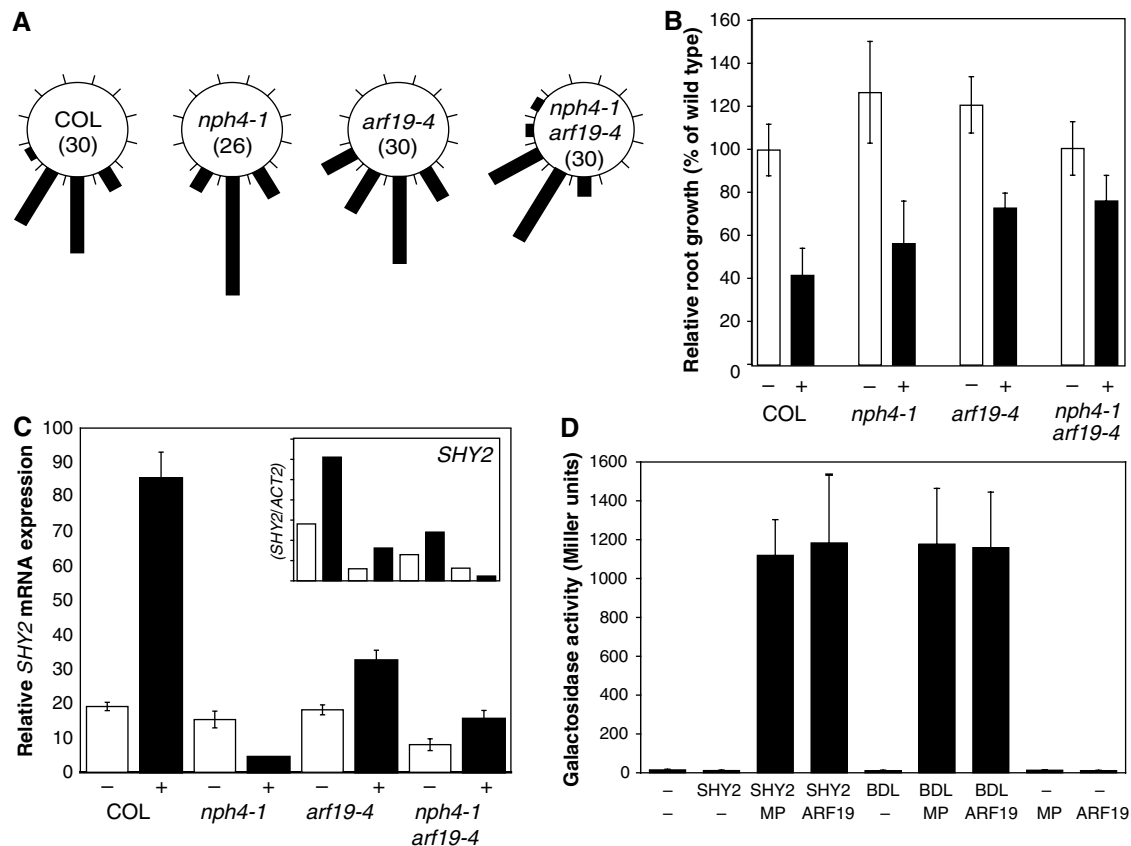 A
COL
(30)
nph4-1
(26)
arf19-4
(30)
nph4-1
arf19-4
(30)
B
Relative root growth (% of wild type)
160
140
120
100
80
60
40
20
0
– + – + – + – +
COL nph4-1 arf19-4 nph4-1
arf19-4
C
Relative SHY2 mRNA expression
100
90
80
70
60
50
40
30
20
10
0
(SHY2/ACT2)
SHY2
– + – + – + – +
COL nph4-1 arf19-4 nph4-1
arf19-4
D
Galactosidase activity (Miller units)
1600
1400
1200
1000
800
600
400
200
0
– SHY2 SHY2 SHY2 BDL BDL BDL – –
– – MP ARF19 – MP ARF19 MP ARF19